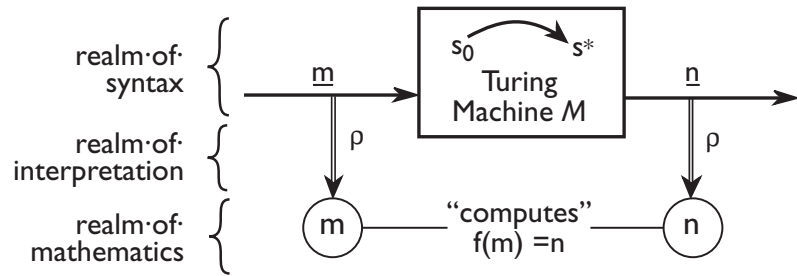 realm·of·
syntax
m
s0
s*
Turing
Machine M
n
realm·of·
interpretation
ρ
ρ
realm·of·
mathematics
m
“computes”
f(m) =n
n